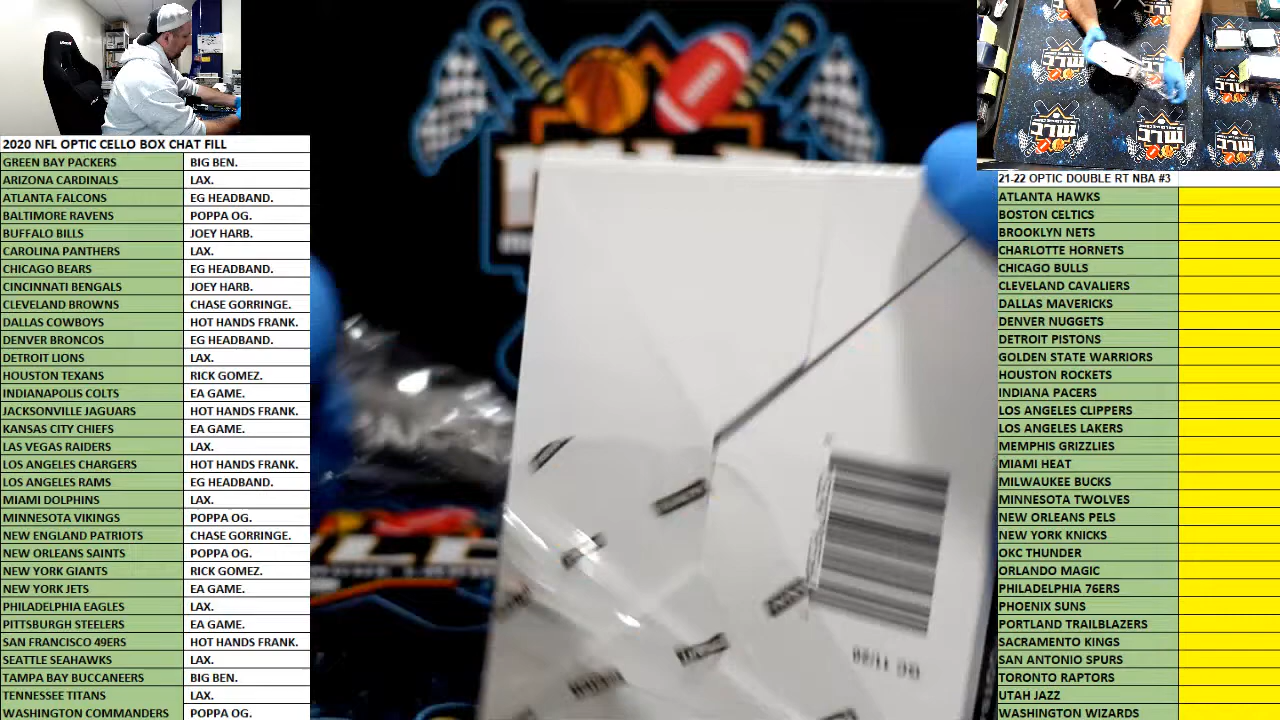 2020 NFL OPTIC CELLO BOX CHAT FILL
GREEN BAY PACKERS BIG BEN.
ARIZONA CARDINALS LAX.
ATLANTA FALCONS EG HEADBAND.
BALTIMORE RAVENS POPPA OG.
BUFFALO BILLS JOEY HARB.
CAROLINA PANTHERS LAX.
CHICAGO BEARS EG HEADBAND.
CINCINNATI BENGALS JOEY HARB.
CLEVELAND BROWNS CHASE GORRINGE.
DALLAS COWBOYS HOT HANDS FRANK.
DENVER BRONCOS EG HEADBAND.
DETROIT LIONS LAX.
HOUSTON TEXANS RICK GOMEZ.
INDIANAPOLIS COLTS EA GAME.
JACKSONVILLE JAGUARS HOT HANDS FRANK.
KANSAS CITY CHIEFS EA GAME.
LAS VEGAS RAIDERS LAX.
LOS ANGELES CHARGERS HOT HANDS FRANK.
LOS ANGELES RAMS EG HEADBAND.
MIAMI DOLPHINS LAX.
MINNESOTA VIKINGS POPPA OG.
NEW ENGLAND PATRIOTS CHASE GORRINGE.
NEW ORLEANS SAINTS POPPA OG.
NEW YORK GIANTS RICK GOMEZ.
NEW YORK JETS EA GAME.
PHILADELPHIA EAGLES LAX.
PITTSBURGH STEELERS EA GAME.
SAN FRANCISCO 49ERS HOT HANDS FRANK.
SEATTLE SEAHAWKS LAX.
TAMPA BAY BUCCANEERS BIG BEN.
TENNESSEE TITANS LAX.
WASHINGTON COMMANDERS POPPA OG.
21-22 OPTIC DOUBLE RT NBA #3
ATLANTA HAWKS
BOSTON CELTICS
BROOKLYN NETS
CHARLOTTE HORNETS
CHICAGO BULLS
CLEVELAND CAVALIERS
DALLAS MAVERICKS
DENVER NUGGETS
DETROIT PISTONS
GOLDEN STATE WARRIORS
HOUSTON ROCKETS
INDIANA PACERS
LOS ANGELES CLIPPERS
LOS ANGELES LAKERS
MEMPHIS GRIZZLIES
MIAMI HEAT
MILWAUKEE BUCKS
MINNESOTA TWOLVES
NEW ORLEANS PELS
NEW YORK KNICKS
OKC THUNDER
ORLANDO MAGIC
PHILADELPHIA 76ERS
PHOENIX SUNS
PORTLAND TRAILBLAZERS
SACRAMENTO KINGS
SAN ANTONIO SPURS
TORONTO RAPTORS
UTAH JAZZ
WASHINGTON WIZARDS